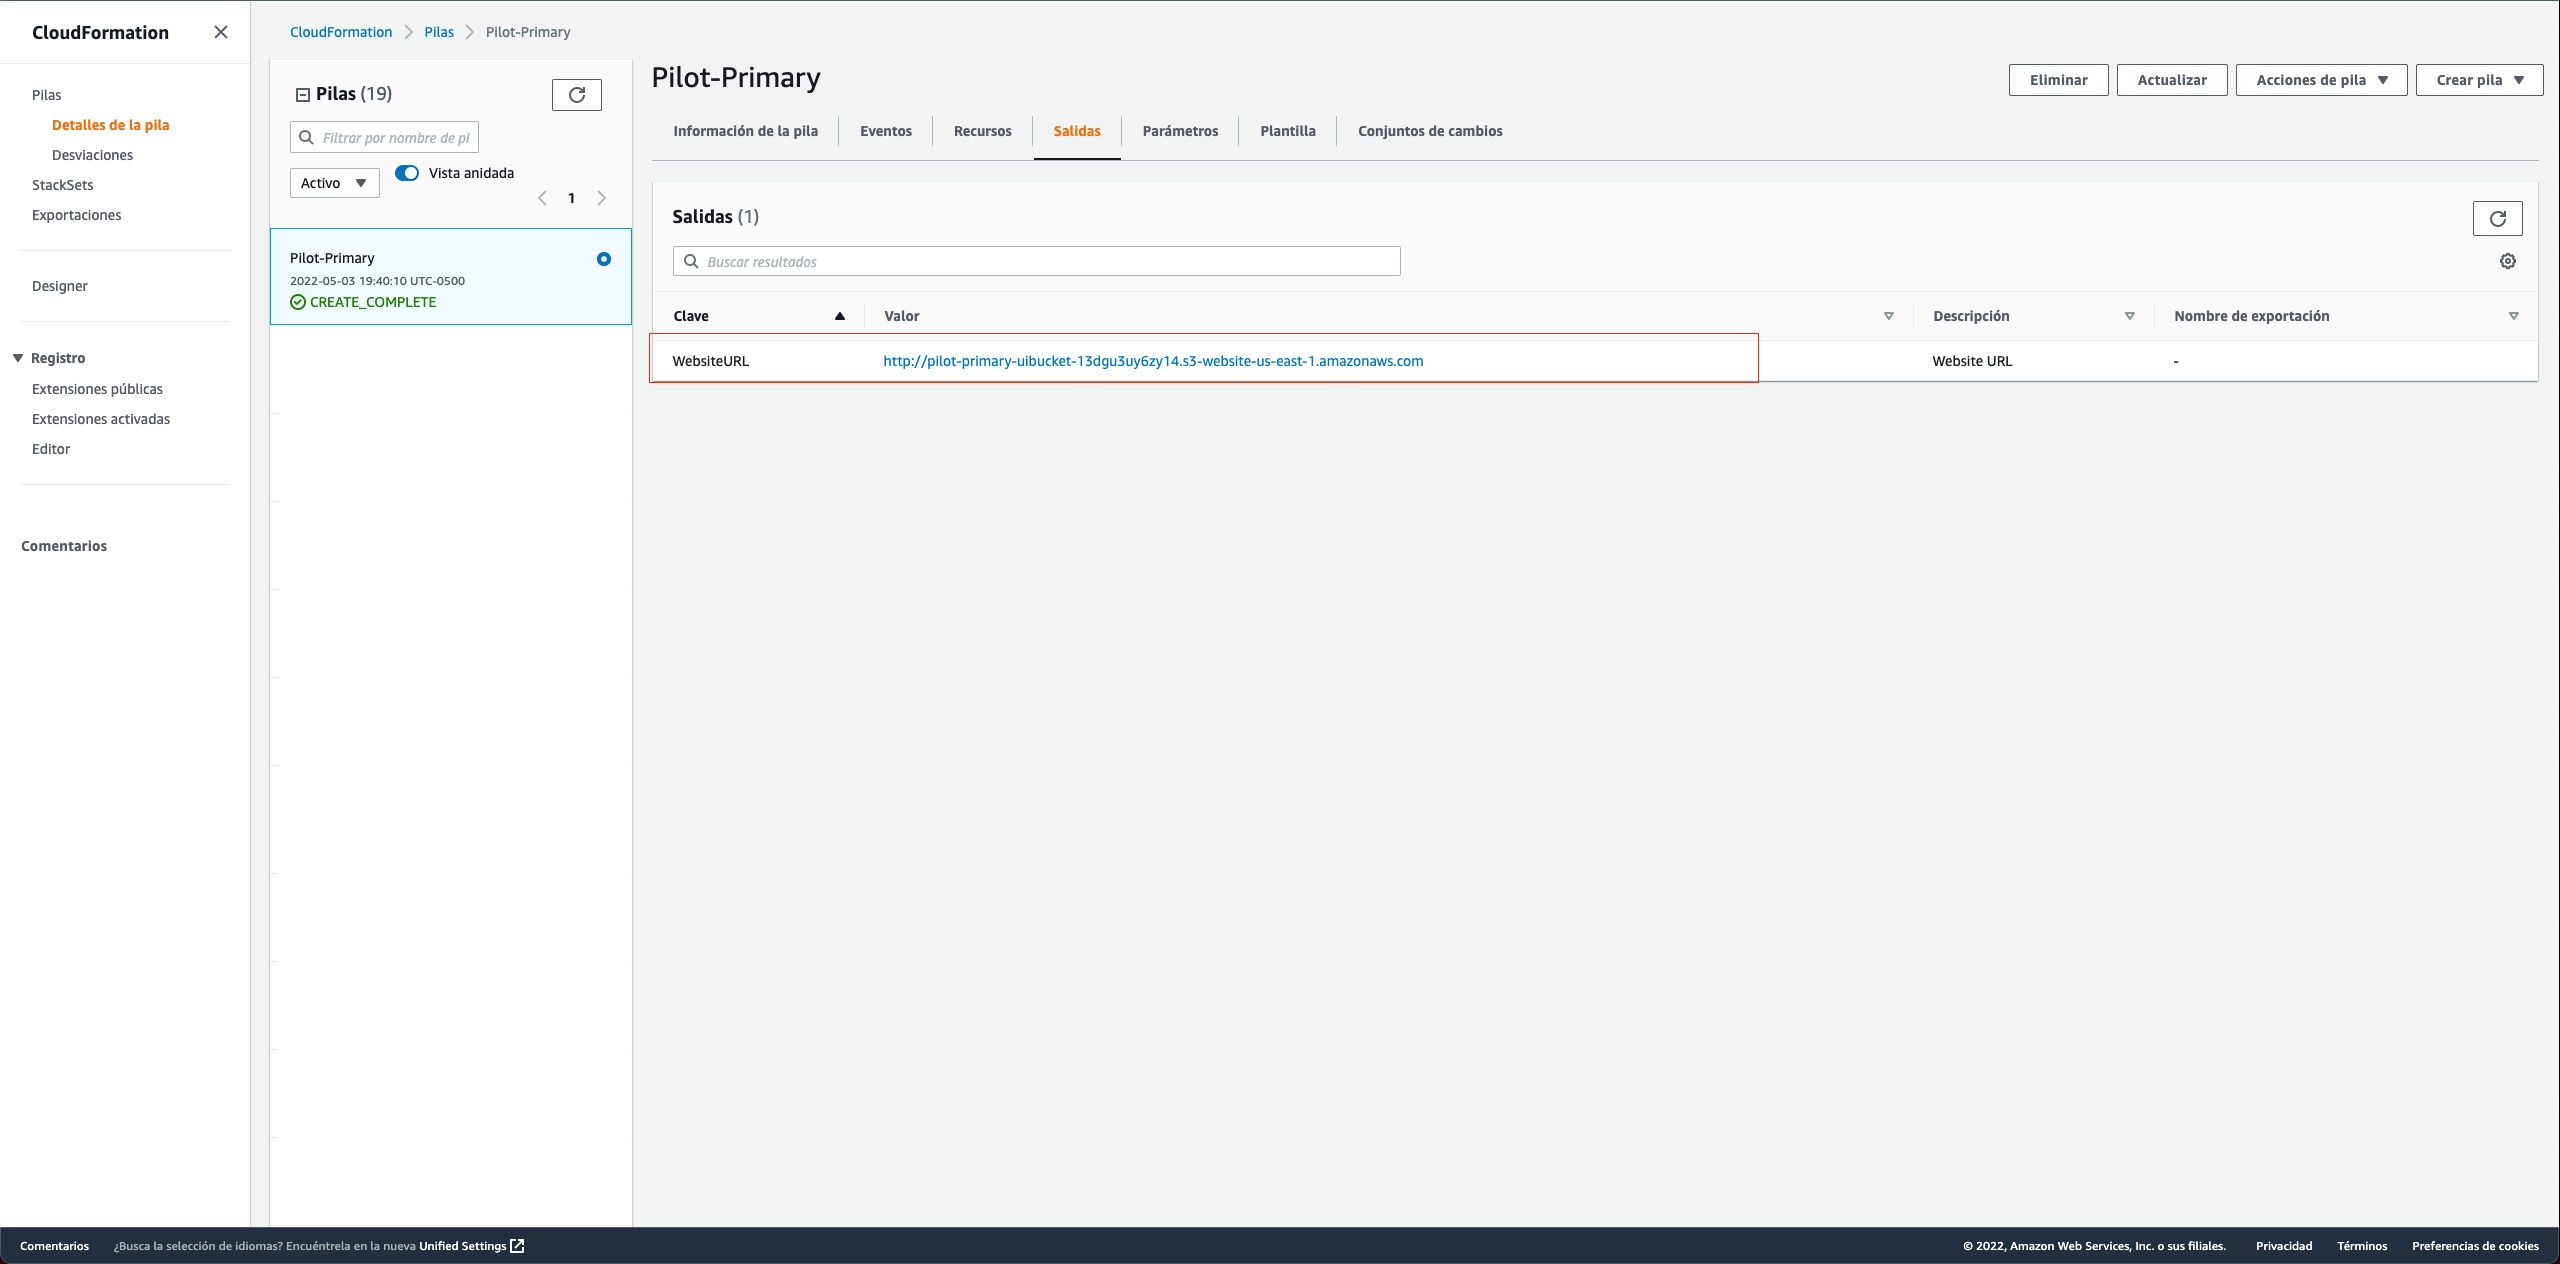 CloudFormation
Pilas
Detalles de la pila
Desviaciones
StackSets
Exportaciones
Designer
Registro
Extensiones públicas
Extensiones activadas
Editor
Comentarios
CloudFormation Pilas Pilot-Primary
Pilas (19)
Filtrar por nombre de pi
Activo Vista anidada
1
Pilot-Primary
2022-05-03 19:40:10 UTC-0500
CREATE_COMPLETE
Pilot-Primary
Eliminar Actualizar Acciones de pila Crear pila
Información de la pila Eventos Recursos Salidas Parámetros Plantilla Conjuntos de cambios
Salidas (1)
Buscar resultados
Clave Valor Descripción Nombre de exportación
WebsiteURL http://pilot-primary-uibucket-13dgu3uy6zy14.s3-website-us-east-1.amazonaws.com Website URL -
Comentarios ¿Busca la selección de idiomas? Encuéntrela en la nueva Unified Settings © 2022, Amazon Web Services, Inc. o sus filiales. Privacidad Términos Preferencias de cookies